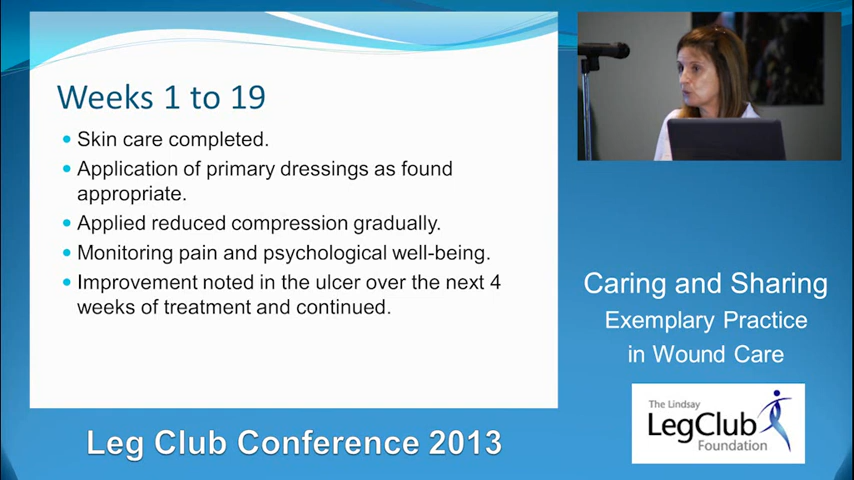 Weeks 1 to 19
Skin care completed.
Application of primary dressings as found
appropriate.
Applied reduced compression gradually.
Monitoring pain and psychological well-being.
Improvement noted in the ulcer over the next 4
weeks of treatment and continued.
Caring and Sharing
Exemplary Practice
in Wound Care
The Lindsay
LegClub
Foundation
Leg Club Conference 2013